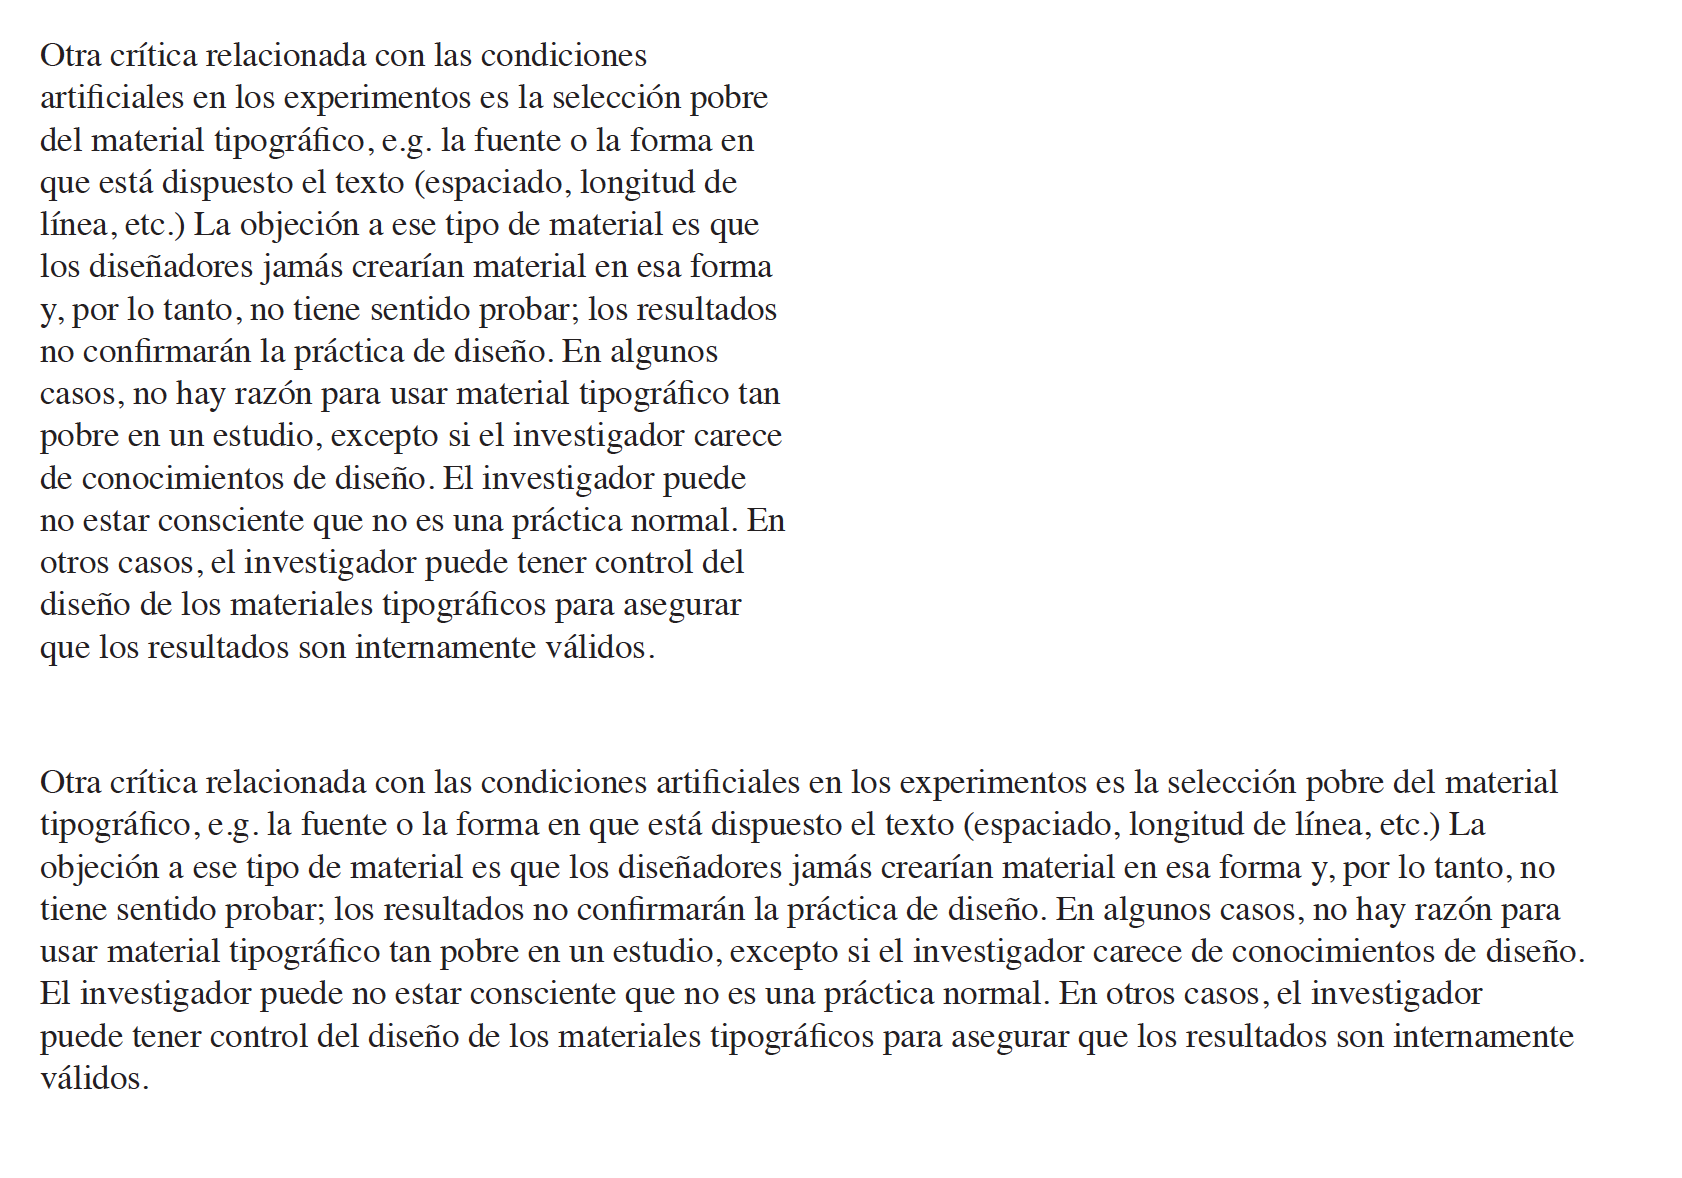 Otra crítica relacionada con las condiciones
artificiales en los experimentos es la selección pobre
del material tipográfico, e.g. la fuente o la forma en
que está dispuesto el texto (espaciado, longitud de
línea, etc.) La objeción a ese tipo de material es que
los diseñadores jamás crearían material en esa forma
y, por lo tanto, no tiene sentido probar; los resultados
no confirmarán la práctica de diseño. En algunos
casos, no hay razón para usar material tipográfico tan
pobre en un estudio, excepto si el investigador carece
de conocimientos de diseño. El investigador puede
no estar consciente que no es una práctica normal. En
otros casos, el investigador puede tener control del
diseño de los materiales tipográficos para asegurar
que los resultados son internamente válidos.
Otra crítica relacionada con las condiciones artificiales en los experimentos es la selección pobre del material
tipográfico, e.g. la fuente o la forma en que está dispuesto el texto (espaciado, longitud de línea, etc.) La
objeción a ese tipo de material es que los diseñadores jamás crearían material en esa forma y, por lo tanto, no
tiene sentido probar; los resultados no confirmarán la práctica de diseño. En algunos casos, no hay razón para
usar material tipográfico tan pobre en un estudio, excepto si el investigador carece de conocimientos de diseño.
El investigador puede no estar consciente que no es una práctica normal. En otros casos, el investigador
puede tener control del diseño de los materiales tipográficos para asegurar que los resultados son internamente
válidos.